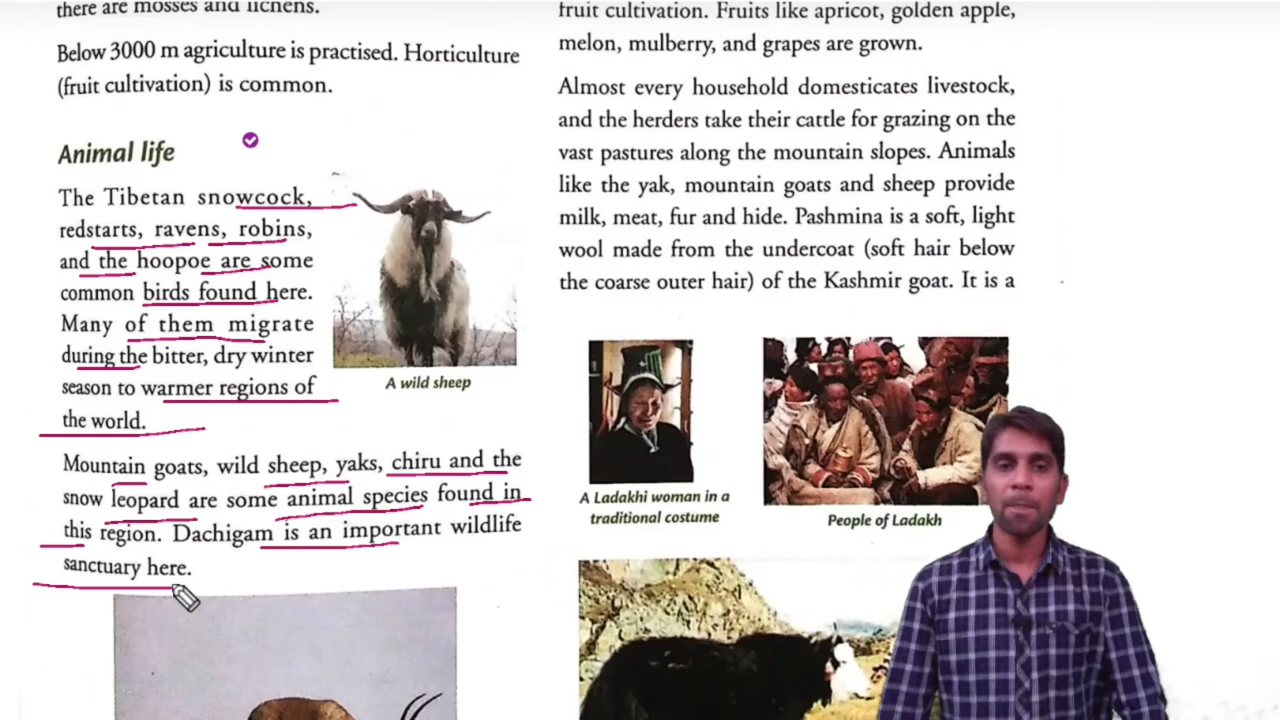 there are mosses and lichens.
Below 3000 m agriculture is practised. Horticulture
(fruit cultivation) is common.
Animal life
The Tibetan snowcock,
redstarts, ravens, robins,
and the hoopoe are some
common birds found here.
Many of them migrate
during the bitter, dry winter
season to warmer regions of
the world.
A wild sheep
Mountain goats, wild sheep, yaks, chiru and the
snow leopard are some animal species found in
this region. Dachigam is an important wildlife
sanctuary here.
fruit cultivation. Fruits like apricot, golden apple,
melon, mulberry, and grapes are grown.
Almost every household domesticates livestock,
and the herders take their cattle for grazing on the
vast pastures along the mountain slopes. Animals
like the yak, mountain goats and sheep provide
milk, meat, fur and hide. Pashmina is a soft, light
wool made from the undercoat (soft hair below
the coarse outer hair) of the Kashmir goat. It is a
A Ladakhi woman in a
traditional costume
People of Ladakh